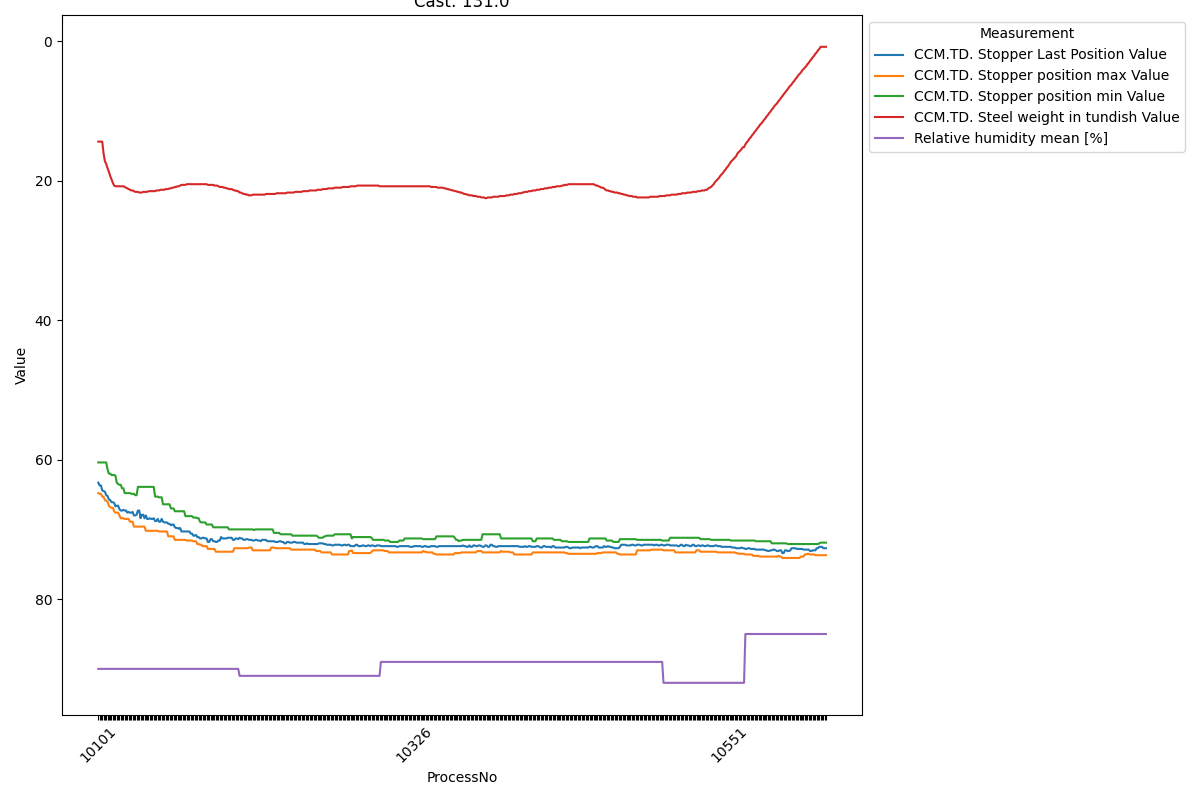 Cast: 131.0
Measurement
CCM.TD. Stopper Last Position Value
CCM.TD. Stopper position max Value
CCM.TD. Stopper position min Value
CCM.TD. Steel weight in tundish Value
Relative humidity mean [%]
0
20
40
60
80
Value
10101
10326
10551
ProcessNo